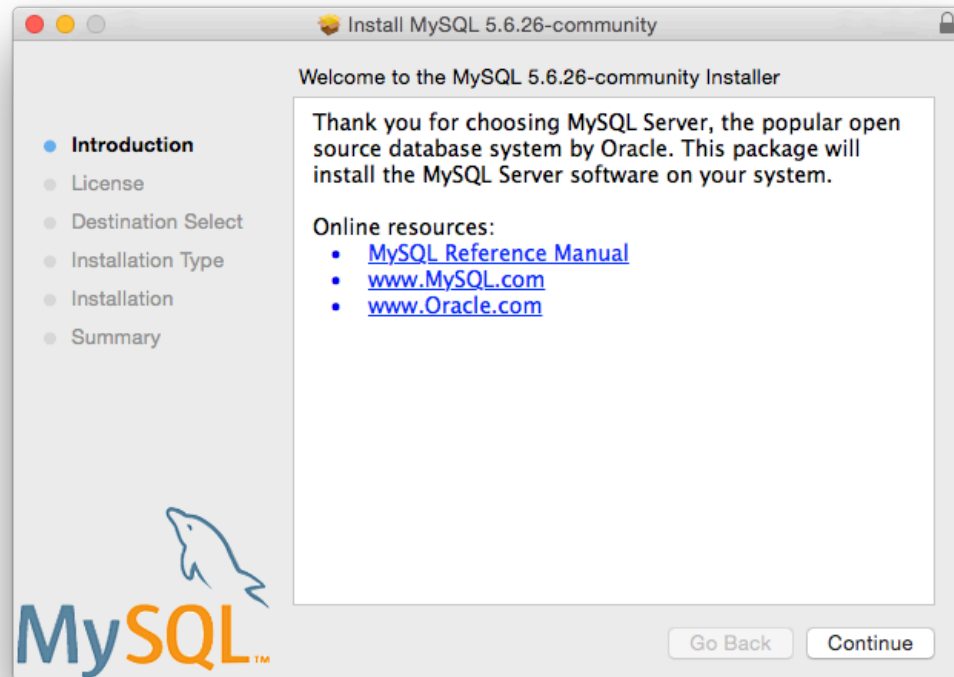 Install MySQL 5.6.26-community
Welcome to the MySQL 5.6.26-community Installer
Introduction
License
Destination Select
Installation Type
Installation
Summary
Thank you for choosing MySQL Server, the popular open
source database system by Oracle. This package will
install the MySQL Server software on your system.
Online resources:
• MySQL Reference Manual
• www.MySQL.com
• www.Oracle.com
MySQL™
Go Back
Continue